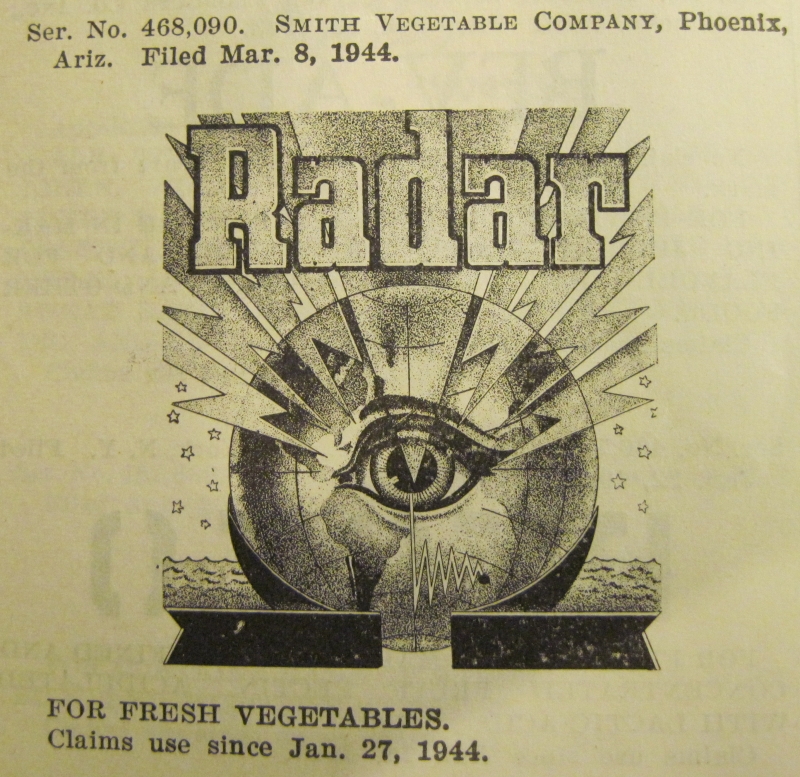 Ser. No. 468,090. SMITH VEGETABLE COMPANY, Phoenix,
Ariz. Filed Mar. 8, 1944.
Radar
FOR FRESH VEGETABLES.
Claims use since Jan. 27, 1944.